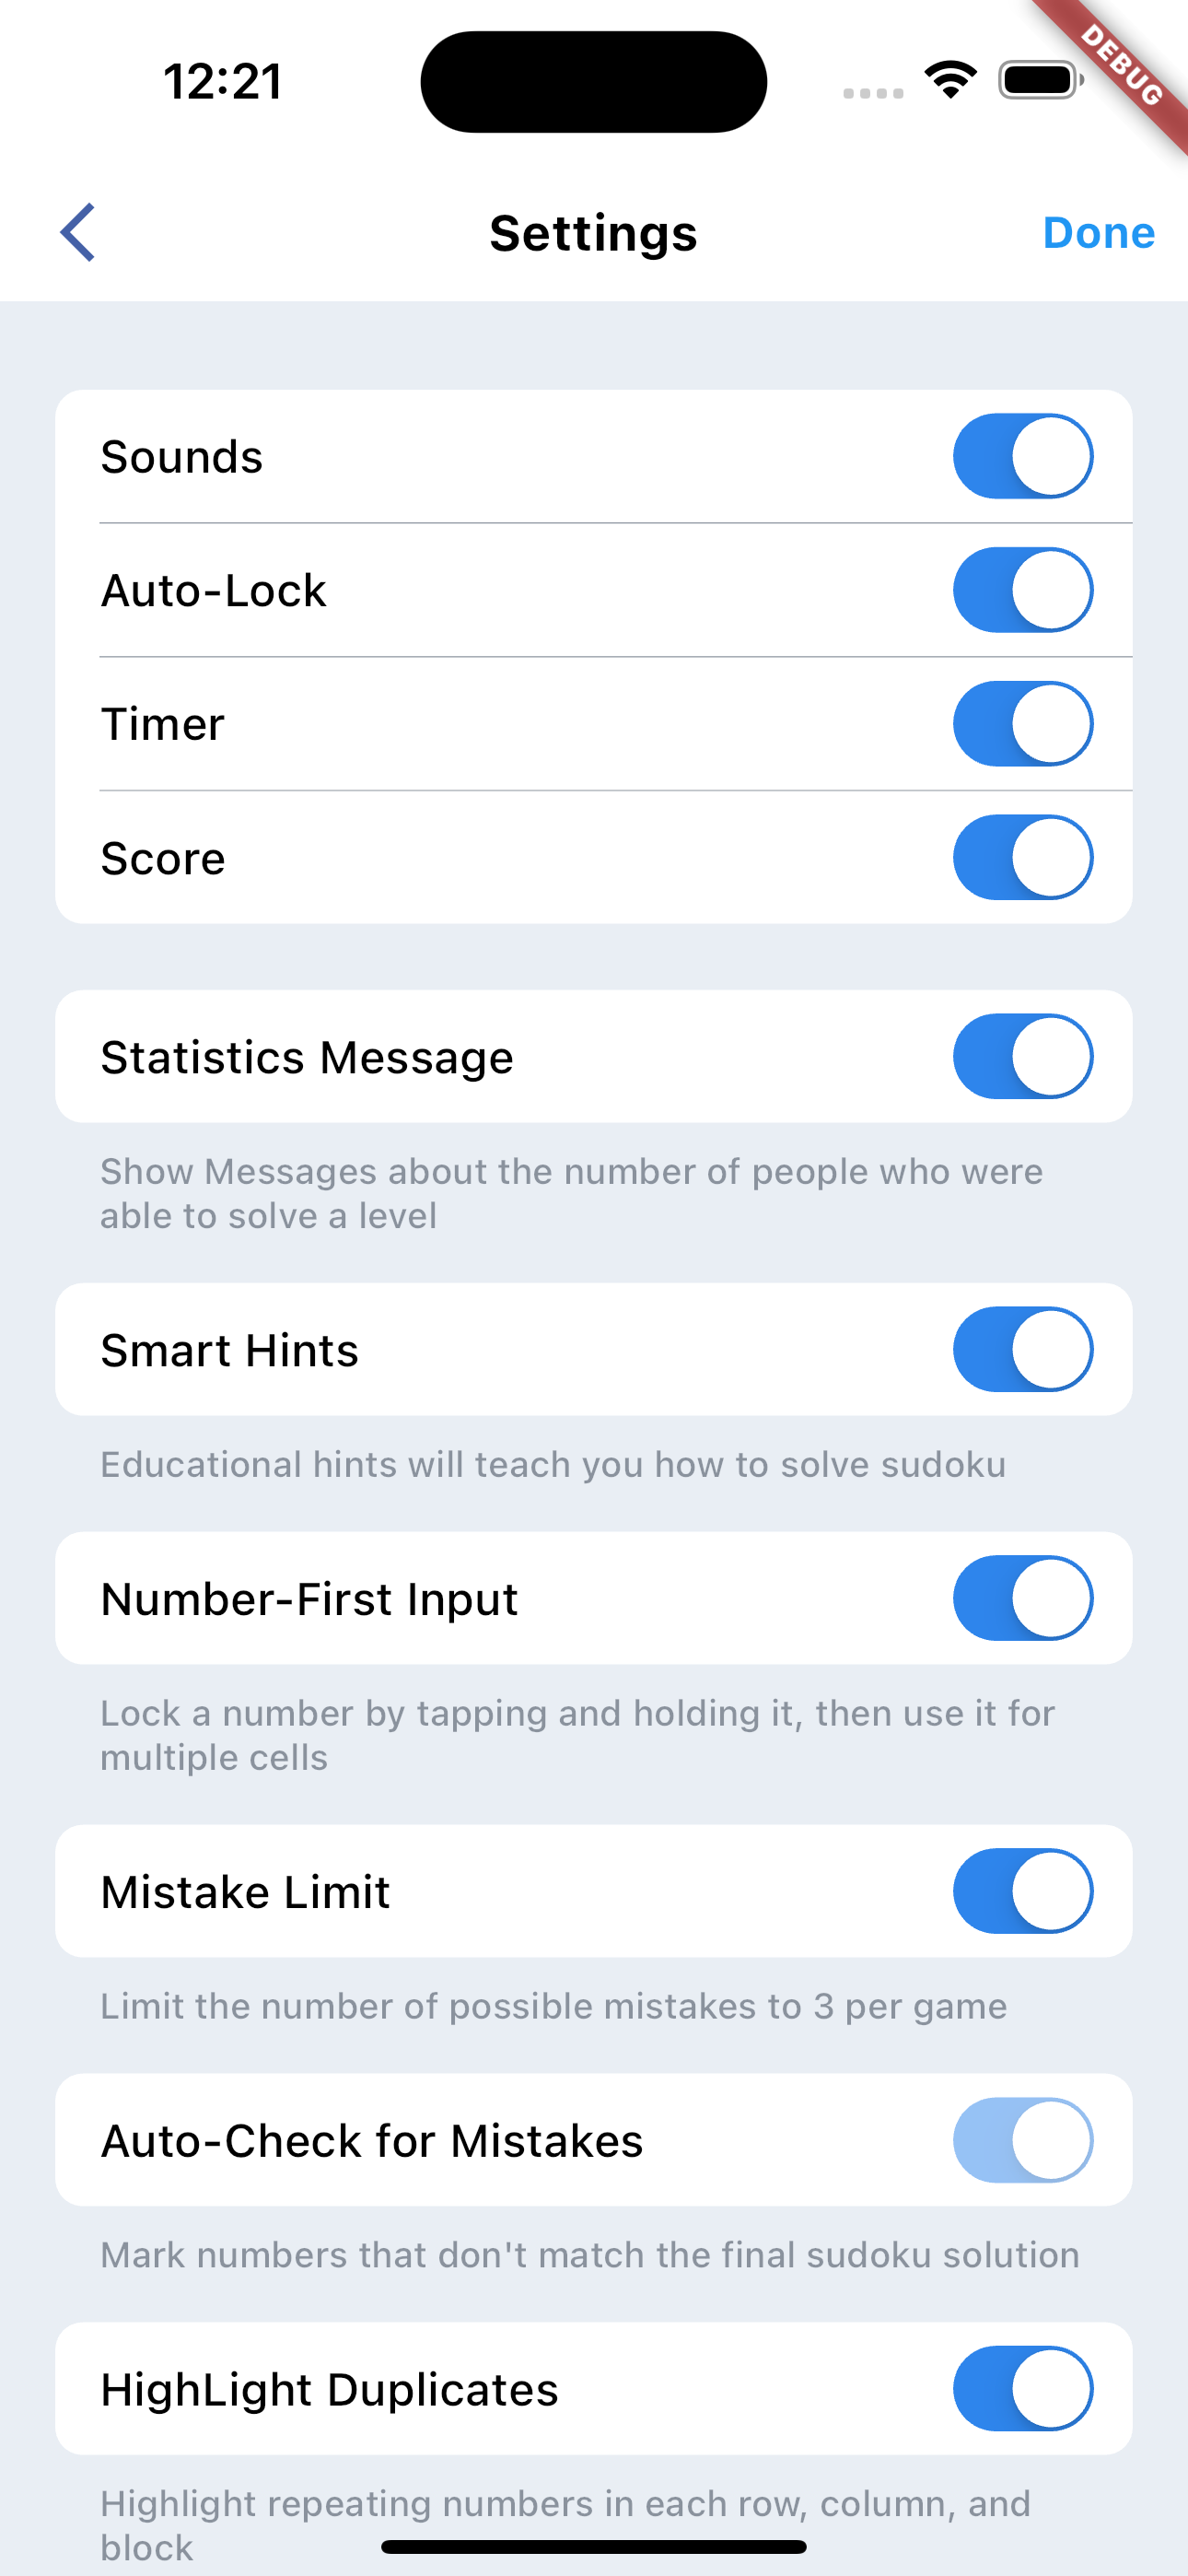 12:21
DEBUG
Settings
Done
Sounds
Auto-Lock
Timer
Score
Statistics Message
Show Messages about the number of people who were
able to solve a level
Smart Hints
Educational hints will teach you how to solve sudoku
Number-First Input
Lock a number by tapping and holding it, then use it for
multiple cells
Mistake Limit
Limit the number of possible mistakes to 3 per game
Auto-Check for Mistakes
Mark numbers that don't match the final sudoku solution
HighLight Duplicates
Highlight repeating numbers in each row, column, and
block